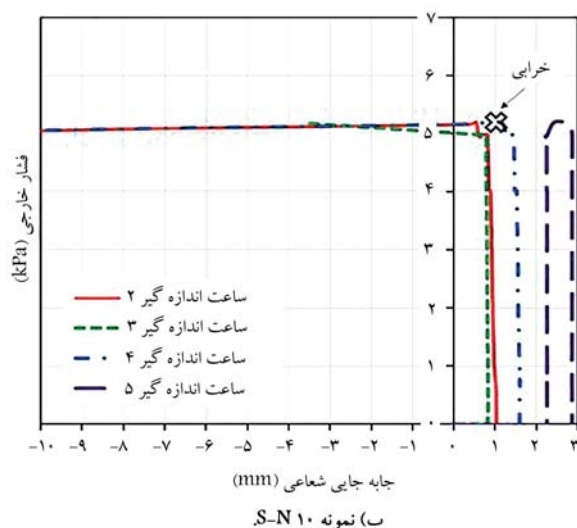 ۷
۶
۵
۴
۳
۲
۱
۰
خرابی
فشار خارجی (kPa)
ساعت اندازه گیر ۲
ساعت اندازه گیر ۳
ساعت اندازه گیر ۴
ساعت اندازه گیر ۵
-۱۰ -۹ -۸ -۷ -۶ -۵ -۴ -۳ -۲ -۱ ۰ ۱ ۲ ۳
جابه جایی شعاعی (mm)
ب) نمونه S-N ۱۰.